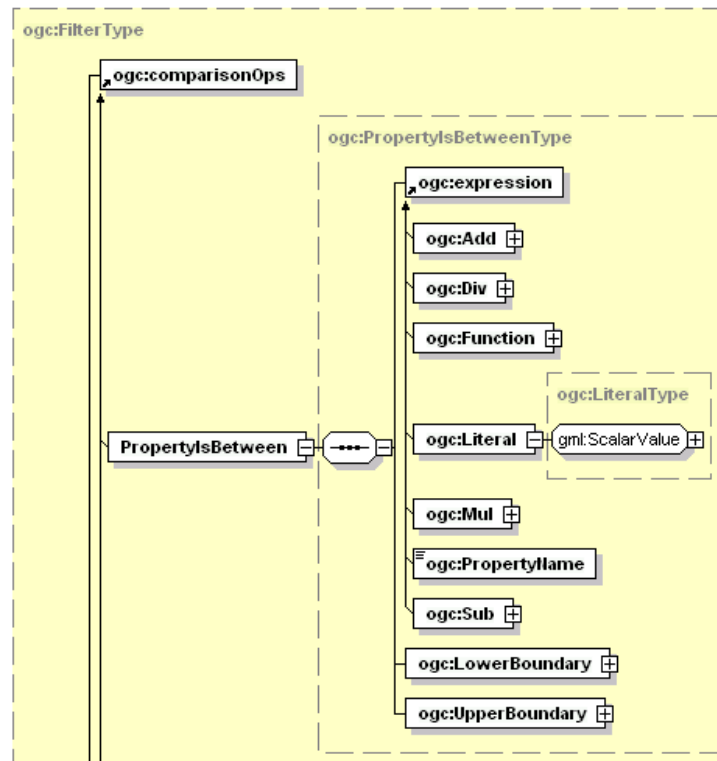 ogc:FilterType
ogc:comparisonOps
ogc:PropertyIsBetweenType
ogc:expression
ogc:Add
ogc:Div
ogc:Function
ogc:LiteralType
PropertyIsBetween
ogc:Literal
gml:ScalarValue
ogc:Mul
ogc:PropertyName
ogc:Sub
ogc:LowerBoundary
ogc:UpperBoundary